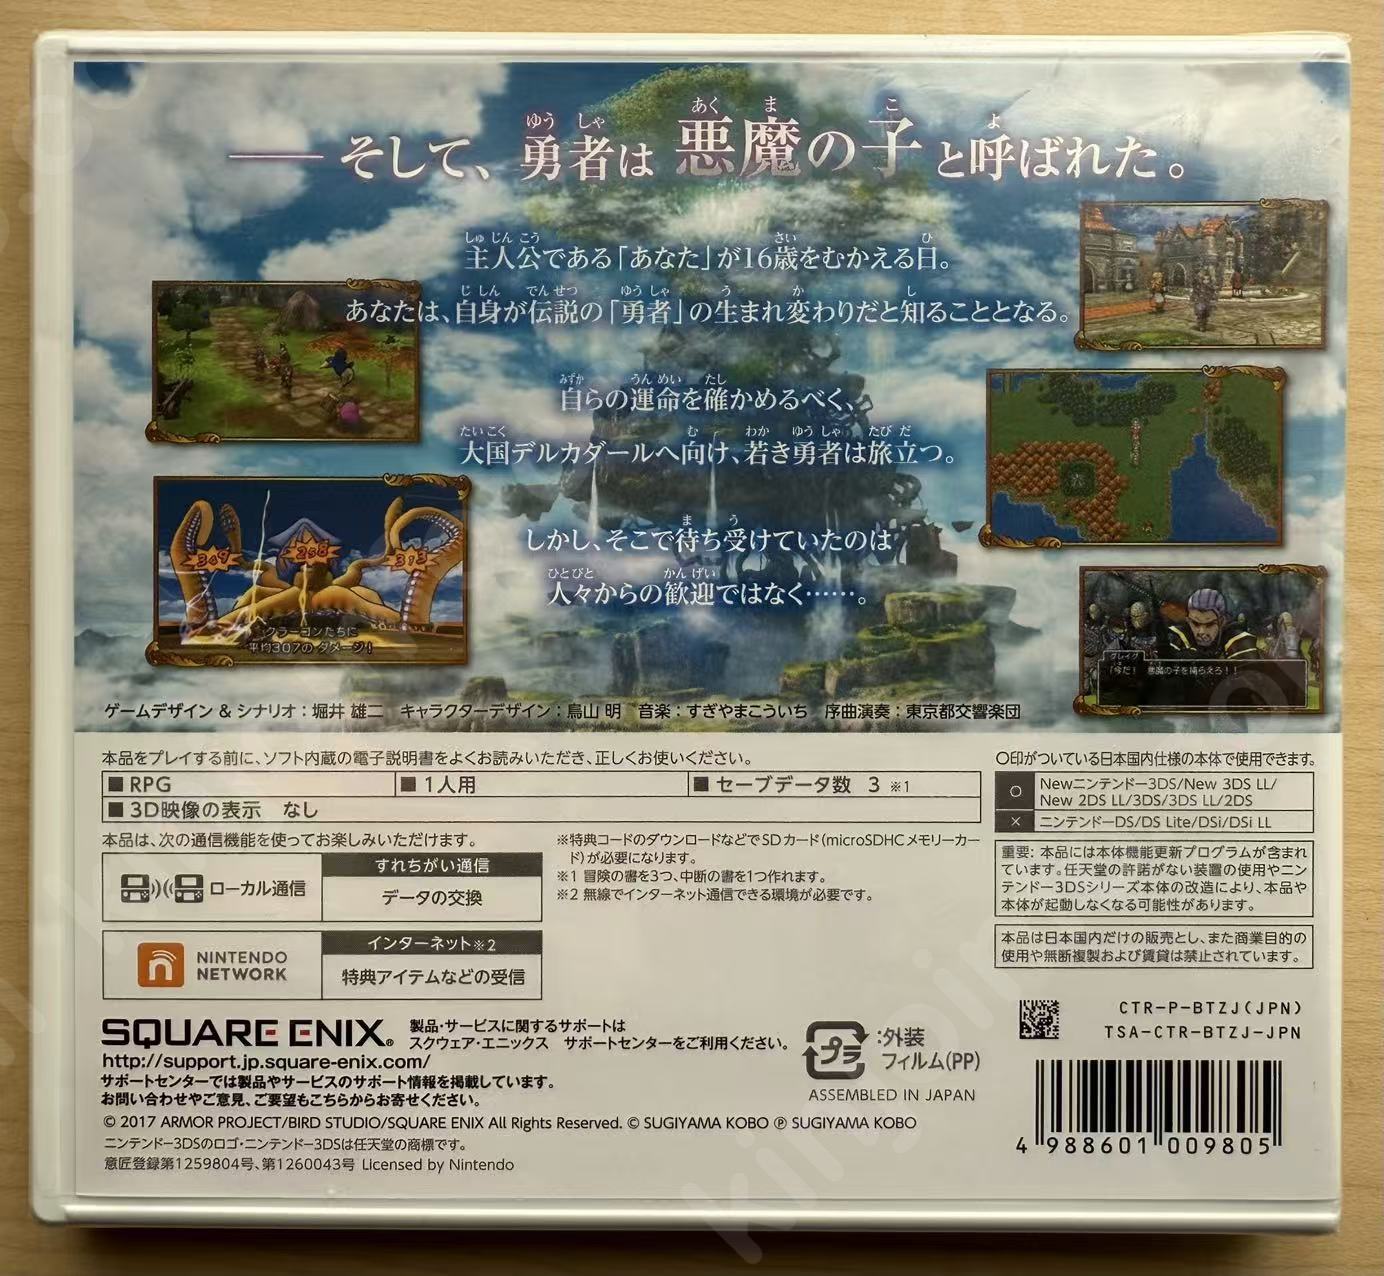 ── そして、勇者は悪魔の子と呼ばれた。
主人公である「あなた」が16歳をむかえる日。
あなたは、自身が伝説の「勇者」の生まれ変わりだと知ることとなる。
自らの運命を確かめるべく、
大国デルカダールへ向け、若き勇者は旅立つ。
しかし、そこで待ち受けていたのは
人々からの歓迎ではなく……。
349
258
313
クラーゴンたちに
平均307の ダメージ!
グレイグ
「今だ! 悪魔の子を捕らえろ!!
ゲームデザイン & シナリオ:堀井 雄二 キャラクターデザイン:鳥山 明 音楽:すぎやまこういち 序曲演奏:東京都交響楽団
本品をプレイする前に、ソフト内蔵の電子説明書をよくお読みいただき、正しくお使いください。
■ RPG ■ 1人用 ■ セーブデータ数 3 ※1
■ 3D映像の表示 なし
本品は、次の通信機能を使ってお楽しみいただけます。
ローカル通信
すれちがい通信
データの交換
NINTENDO
NETWORK
インターネット※2
特典アイテムなどの受信
※特典コードのダウンロードなどでSDカード(microSDHCメモリーカー
ド)が必要になります。
※1 冒険の書を3つ、中断の書を1つ作れます。
※2 無線でインターネット通信できる環境が必要です。
○印がついている日本国内仕様の本体で使用できます。
○ Newニンテンドー3DS/New 3DS LL/
New 2DS LL/3DS/3DS LL/2DS
× ニンテンドーDS/DS Lite/DSi/DSi LL
重要: 本品には本体機能更新プログラムが含まれ
ています。任天堂の許諾がない装置の使用やニン
テンドー3DSシリーズ本体の改造により、本品や
本体が起動しなくなる可能性があります。
本品は日本国内だけの販売とし、また商業目的の
使用や無断複製および賃貸は禁止されています。
SQUARE ENIX®
製品・サービスに関するサポートは
スクウェア・エニックス サポートセンターをご利用ください。
http://support.jp.square-enix.com/
サポートセンターでは製品やサービスのサポート情報を掲載しています。
お問い合わせやご意見、ご要望もこちらからお寄せください。
プラ
:外装
フィルム(PP)
ASSEMBLED IN JAPAN
CTR-P-BTZJ(JPN)
TSA-CTR-BTZJ-JPN
© 2017 ARMOR PROJECT/BIRD STUDIO/SQUARE ENIX All Rights Reserved. © SUGIYAMA KOBO ℗ SUGIYAMA KOBO
ニンテンドー3DSのロゴ・ニンテンドー3DSは任天堂の商標です。
意匠登録第1259804号、第1260043号 Licensed by Nintendo
4 988601 009805